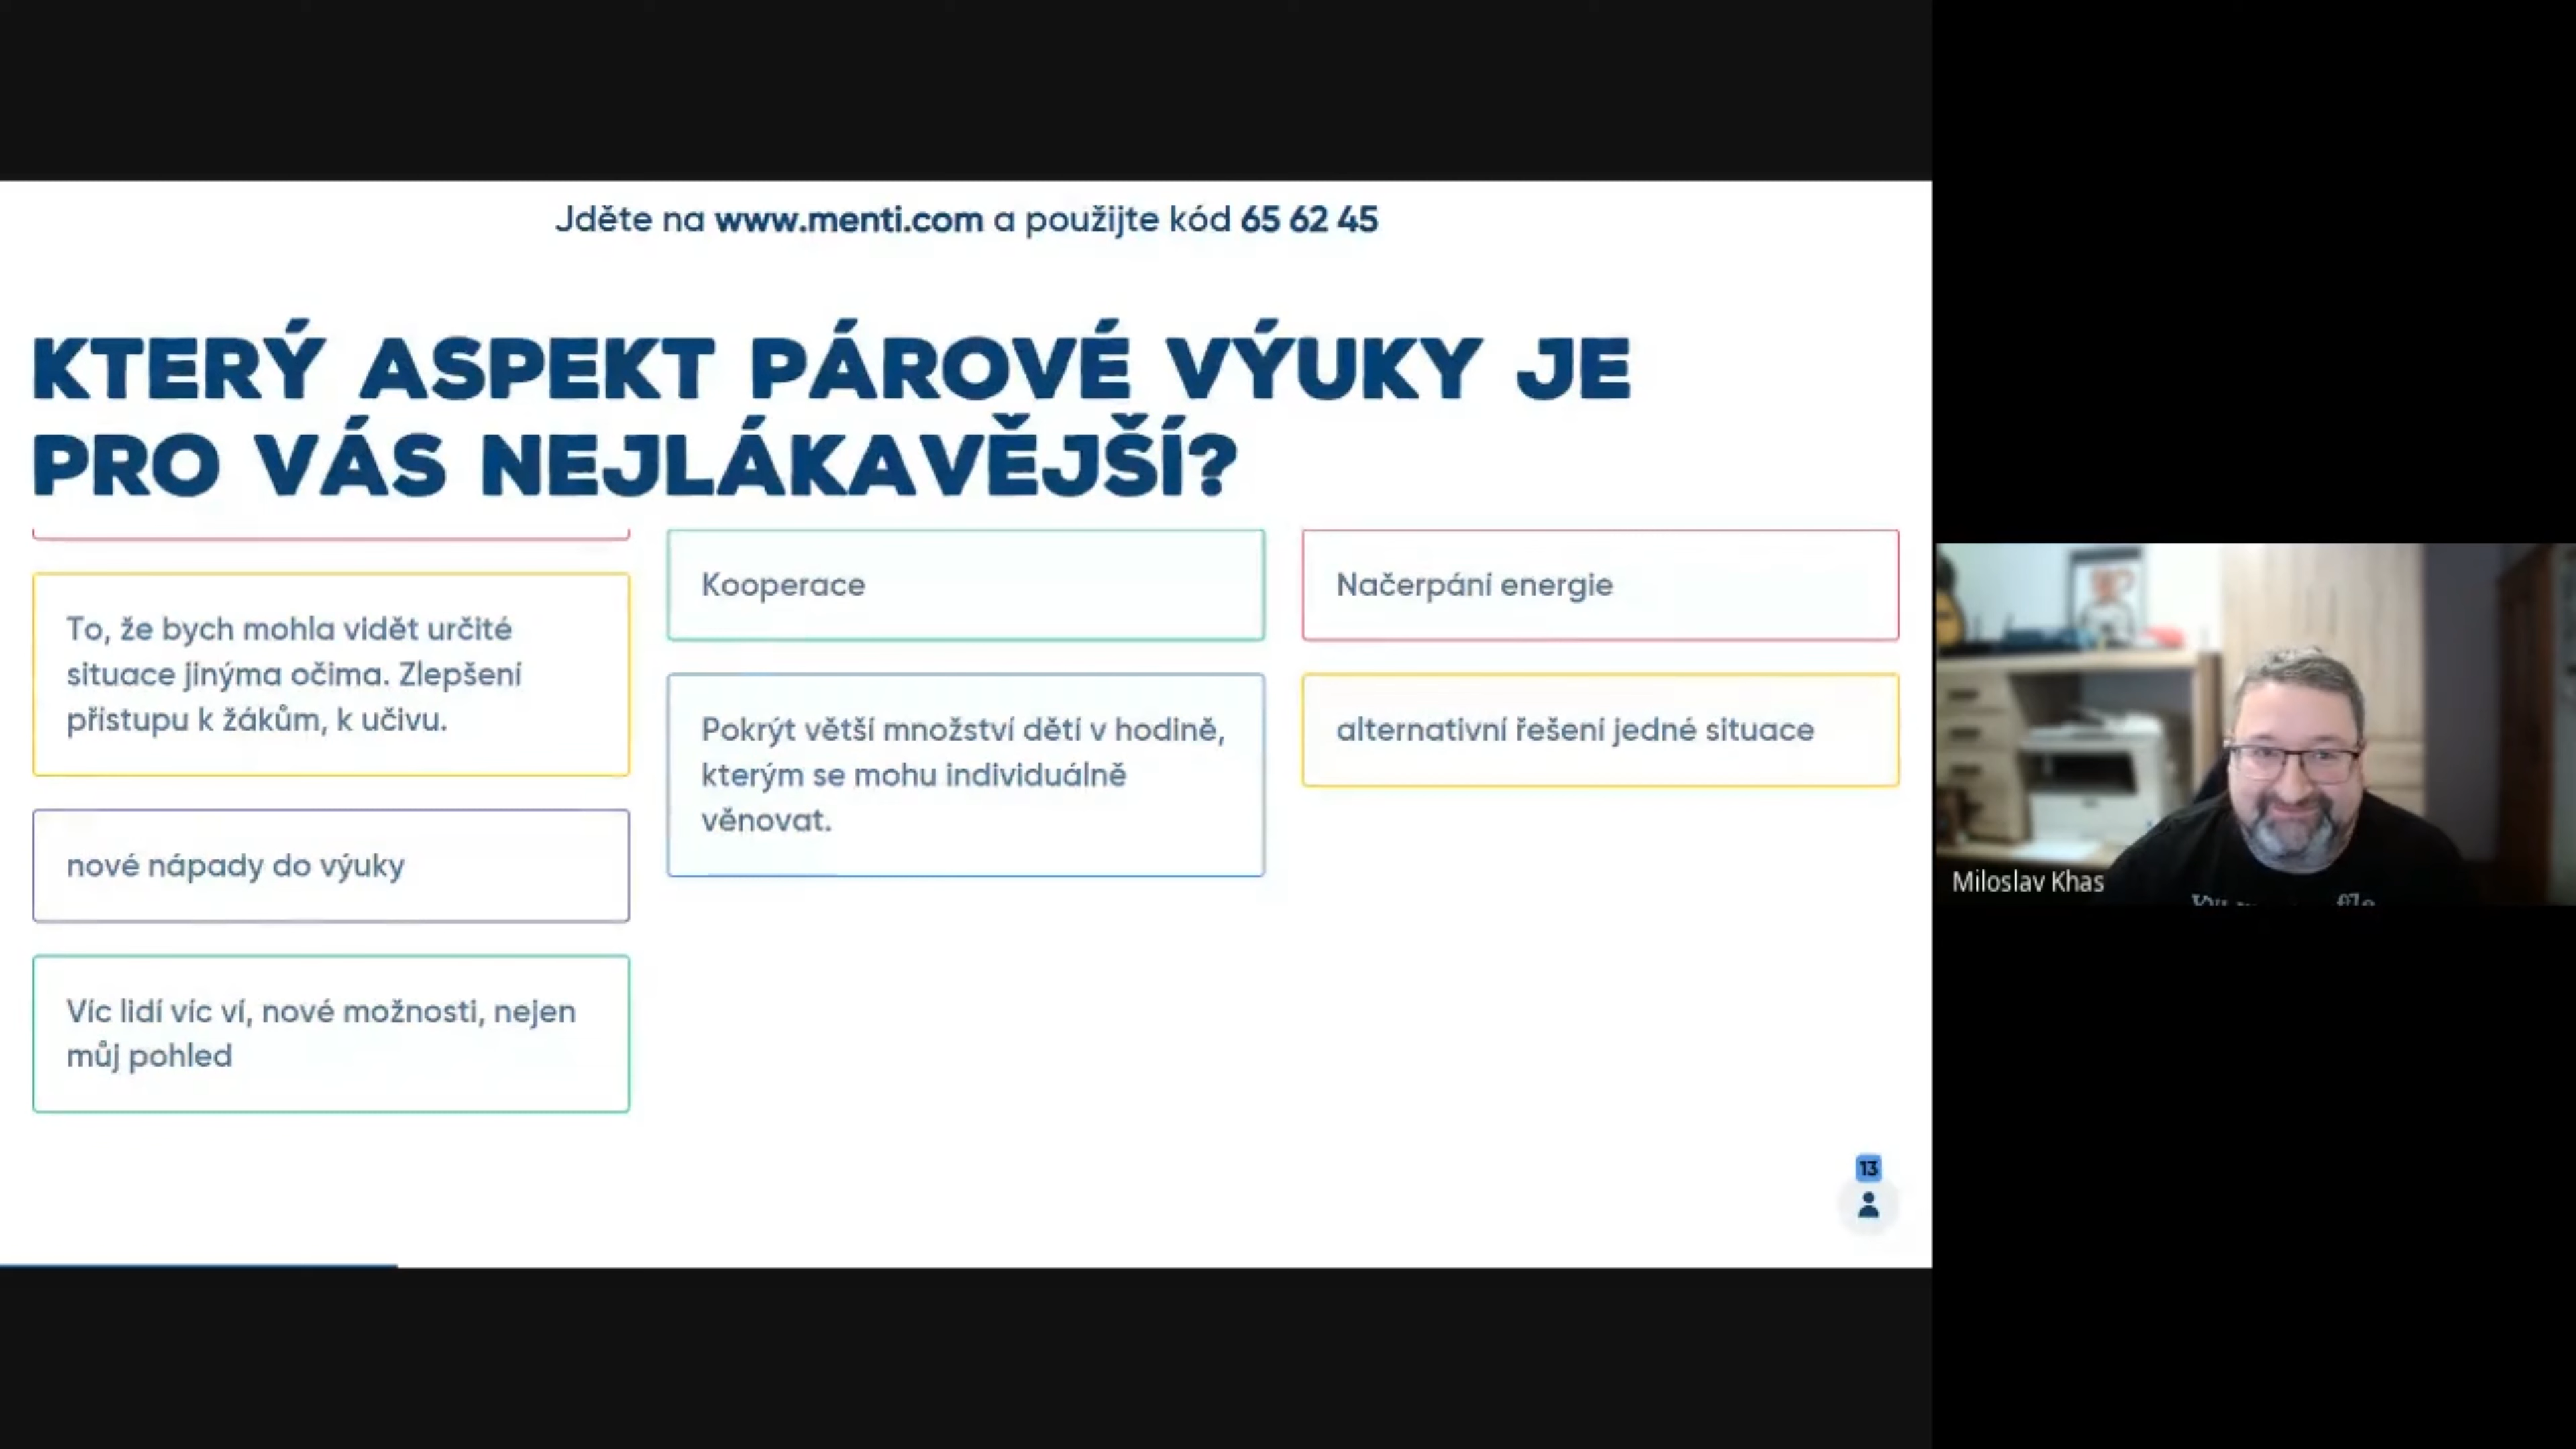 Jděte na www.menti.com a použijte kód 65 62 45
KTERÝ ASPEKT PÁROVÉ VÝUKY JE
PRO VÁS NEJLÁKAVĚJŠÍ?
To, že bych mohla vidět určité
situace jinýma očima. Zlepšení
přístupu k žákům, k učivu.
nové nápady do výuky
Víc lidí víc ví, nové možnosti, nejen
můj pohled
Kooperace
Pokrýt větší množství dětí v hodině,
kterým se mohu individuálně
věnovat.
Načerpání energie
alternativní řešení jedné situace
13
Miloslav Khas